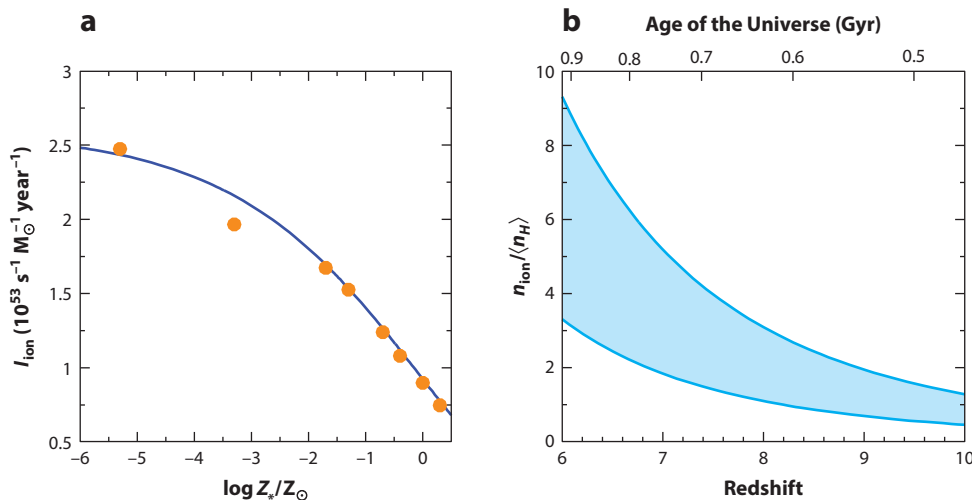 a
3
2.5
2
1.5
1
0.5
I_ion (10^53 s^−1 M_⊙^−1 year^−1)
−6 −5 −4 −3 −2 −1 0
log Z_*/Z_⊙
b
Age of the Universe (Gyr)
0.9 0.8 0.7 0.6 0.5
10
8
6
4
2
0
n_ion/⟨n_H⟩
6 7 8 9 10
Redshift